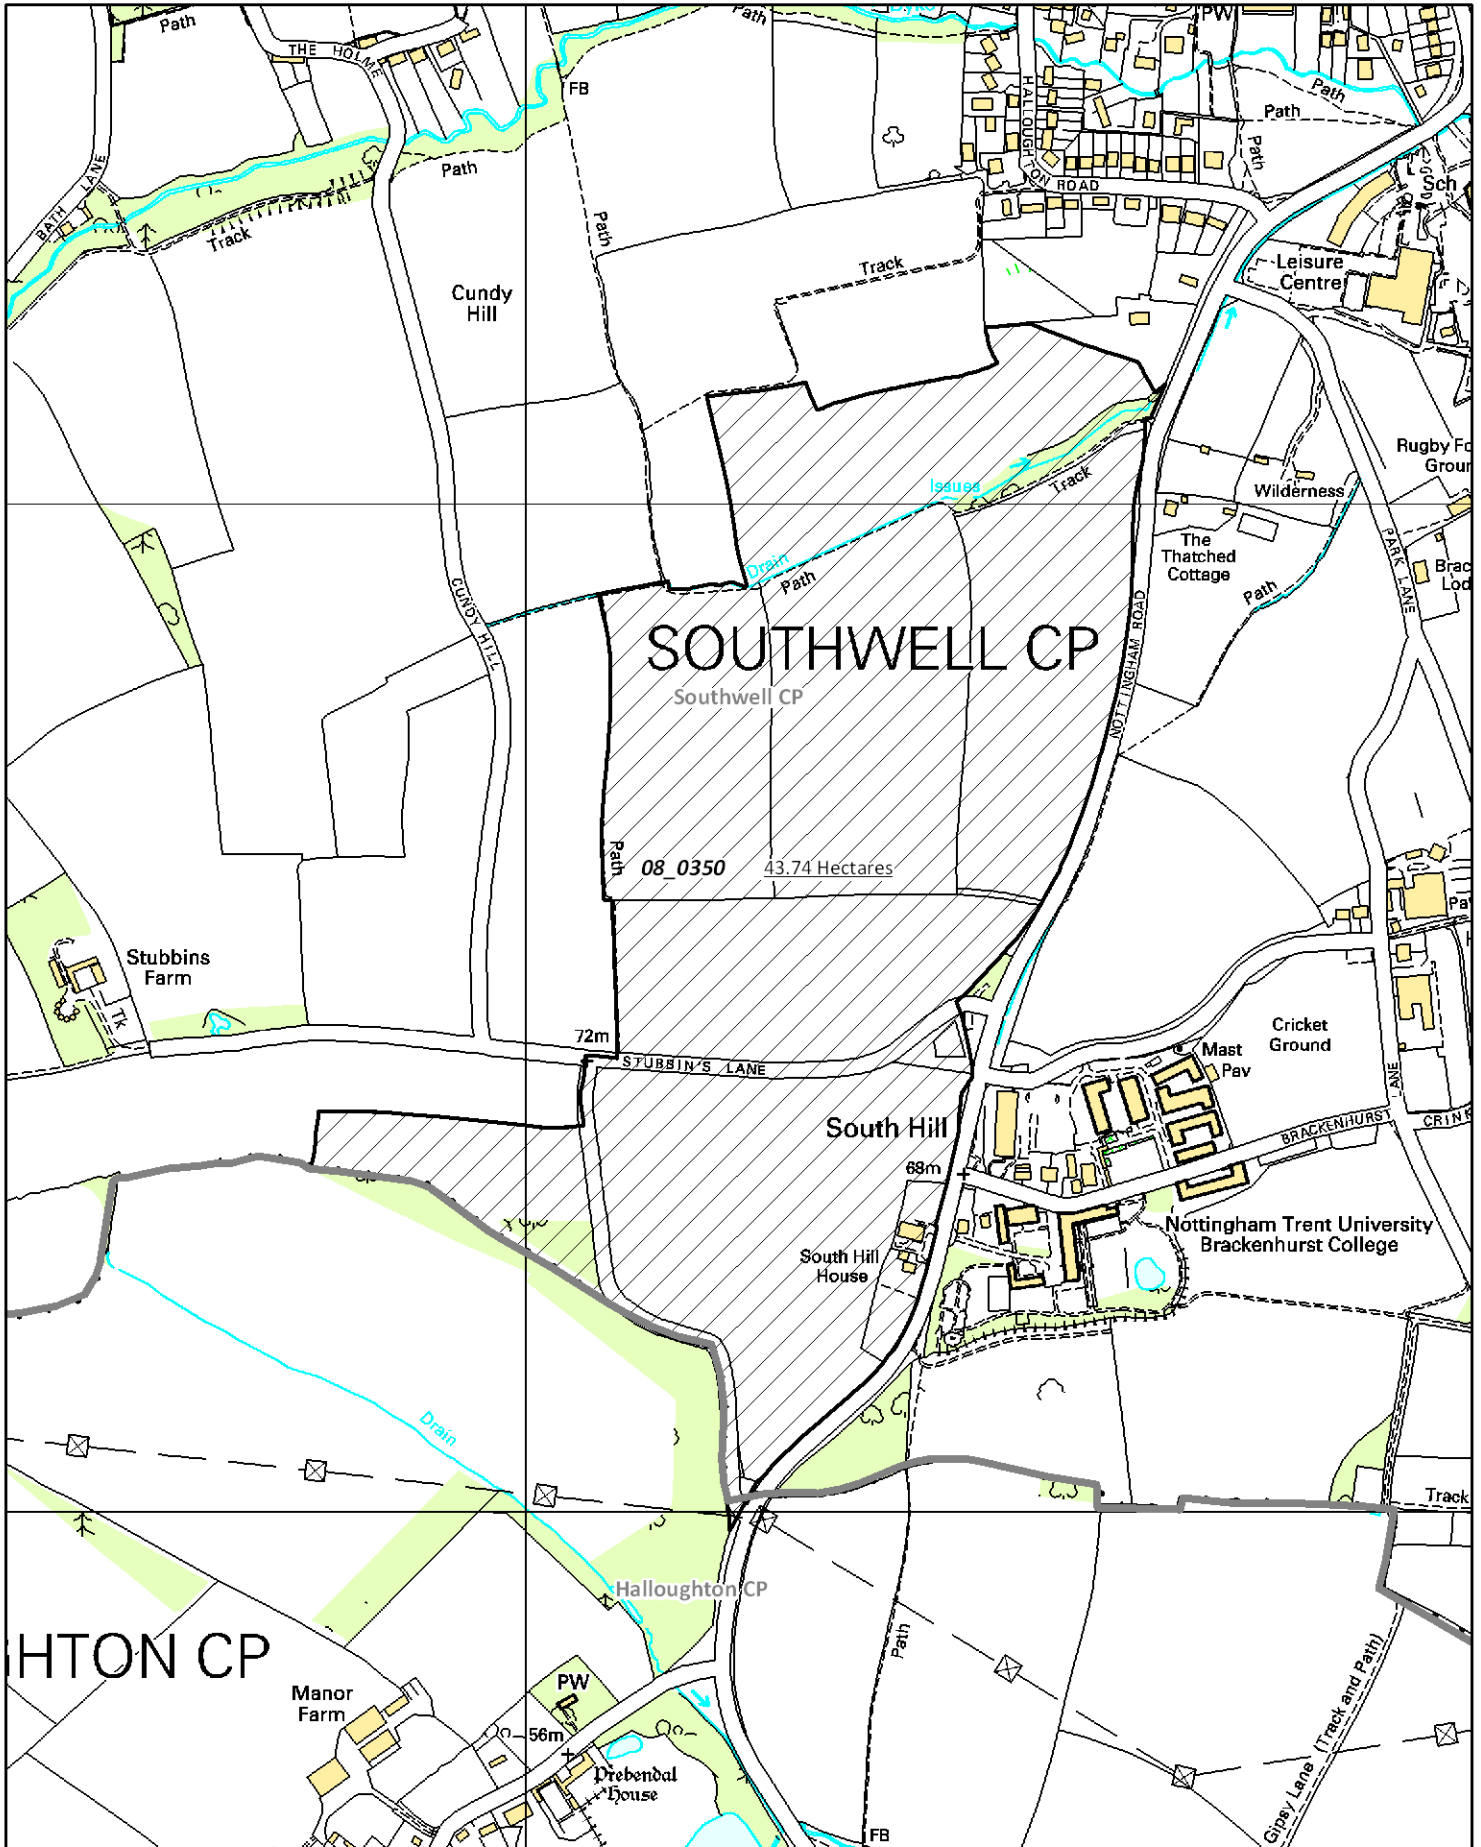 Path
THE HOLME
Path
Dyke
PW
FB
HALLOUGHTON ROAD
Path
Path
Path
BATH LANE
Path
Track
Path
Sch
Cundy
Hill
Track
Leisure
Centre
Rugby Fo
Groun
Issues
Track
Wilderness
The
Thatched
Cottage
Drain
Path
Path
PARK LANE
Brac
Lod
CUNDY HILL
SOUTHWELL CP
Southwell CP
NOTTINGHAM ROAD
Path
08_0350
43.74 Hectares
Pa
Stubbins
Farm
Tk
72m
STUBBIN'S LANE
Cricket
Ground
Mast
Pav
South Hill
LANE
BRACKENHURST
CRINK
68m
Nottingham Trent University
Brackenhurst College
South Hill
House
Drain
Track
Halloughton CP
HTON CP
Path
Manor
Farm
PW
56m
Prebendal
House
Gipsy Lane (Track and Path)
FB